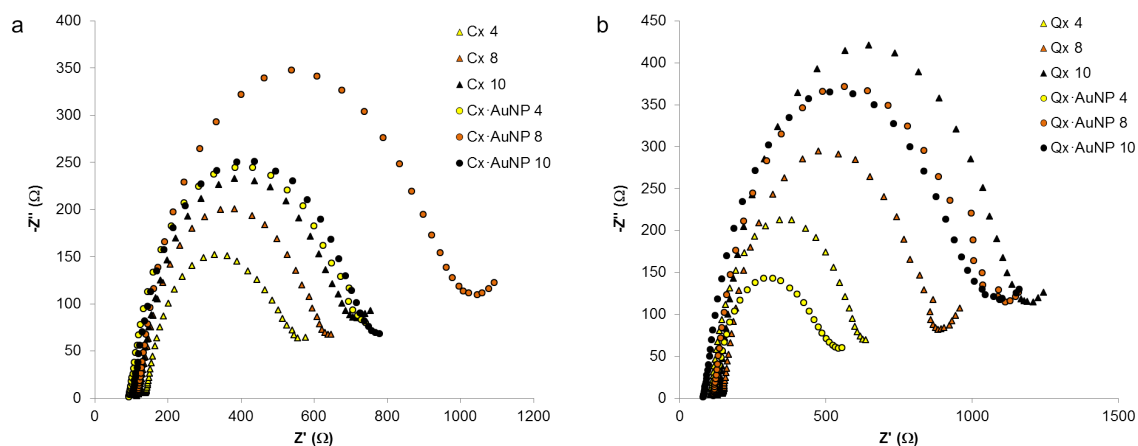 a
400
350
300
250
200
150
100
50
0
-Z'' (Ω)
0 200 400 600 800 1000 1200
Z' (Ω)
Cx 4
Cx 8
Cx 10
Cx·AuNP 4
Cx·AuNP 8
Cx·AuNP 10
b
450
400
350
300
250
200
150
100
50
0
-Z'' (Ω)
0 500 1000 1500
Z' (Ω)
Qx 4
Qx 8
Qx 10
Qx·AuNP 4
Qx·AuNP 8
Qx·AuNP 10